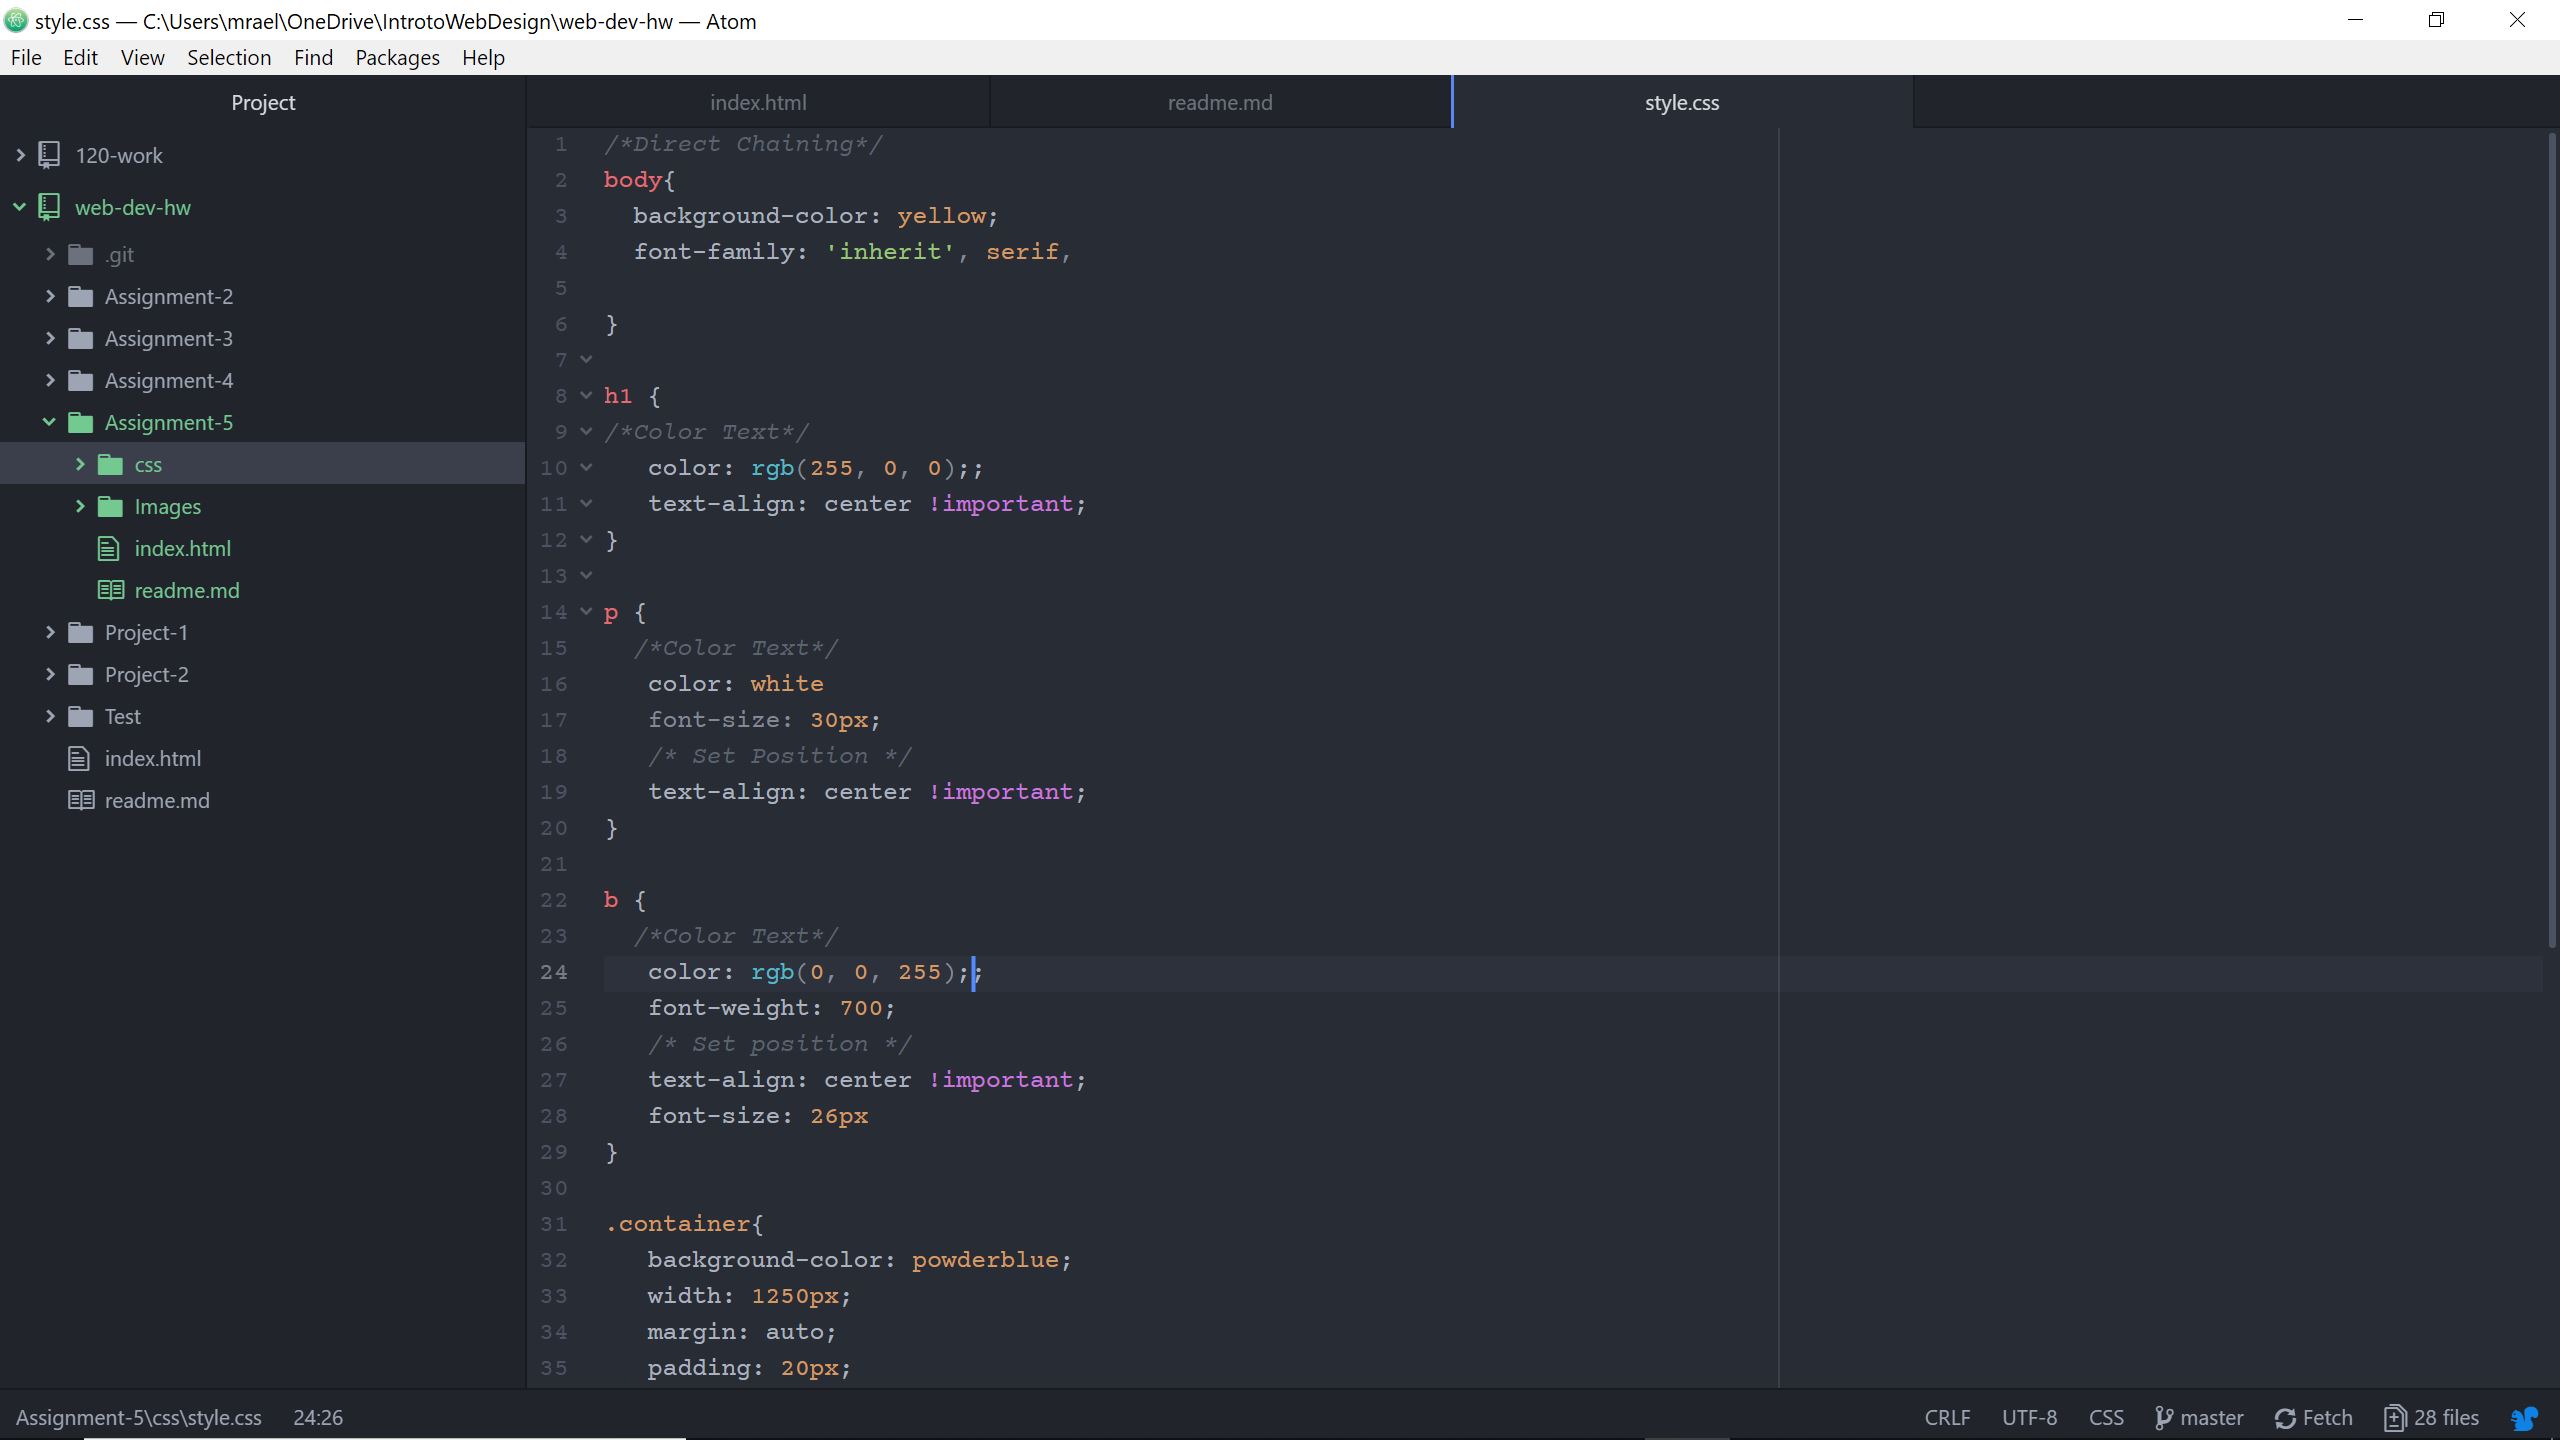 style.css — C:\Users\mrael\OneDrive\IntrotoWebDesign\web-dev-hw — Atom
File Edit View Selection Find Packages Help
Project
120-work
web-dev-hw
.git
Assignment-2
Assignment-3
Assignment-4
Assignment-5
css
Images
index.html
readme.md
Project-1
Project-2
Test
index.html
readme.md
index.html readme.md style.css
1 /*Direct Chaining*/
2 body{
3 background-color: yellow;
4 font-family: 'inherit', serif,
5
6 }
7
8 h1 {
9 /*Color Text*/
10 color: rgb(255, 0, 0);;
11 text-align: center !important;
12 }
13
14 p {
15 /*Color Text*/
16 color: white
17 font-size: 30px;
18 /* Set Position */
19 text-align: center !important;
20 }
21
22 b {
23 /*Color Text*/
24 color: rgb(0, 0, 255);;
25 font-weight: 700;
26 /* Set position */
27 text-align: center !important;
28 font-size: 26px
29 }
30
31 .container{
32 background-color: powderblue;
33 width: 1250px;
34 margin: auto;
35 padding: 20px;
Assignment-5\css\style.css 24:26 CRLF UTF-8 CSS master Fetch 28 files